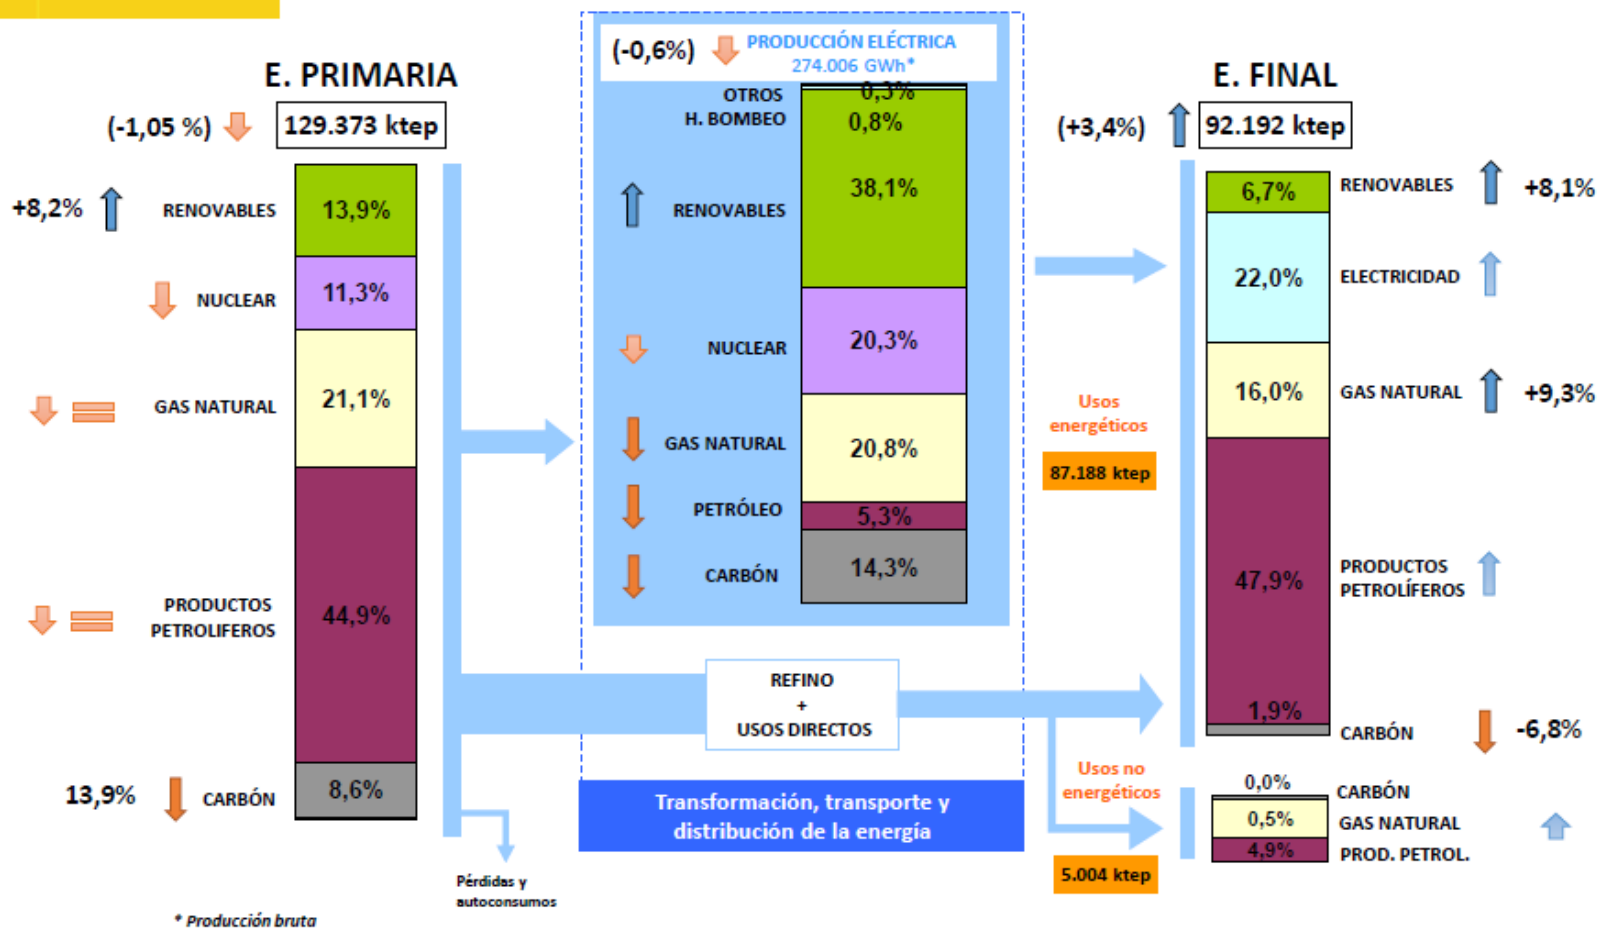 E. PRIMARIA
(-1,05 %)
129.373 ktep
+8,2%
RENOVABLES
13,9%
NUCLEAR
11,3%
GAS NATURAL
21,1%
PRODUCTOS
PETROLIFEROS
44,9%
13,9%
CARBÓN
8,6%
Pérdidas y
autoconsumos
* Producción bruta
(-0,6%)
PRODUCCIÓN ELÉCTRICA
274.006 GWh*
OTROS
0,3%
H. BOMBEO
0,8%
RENOVABLES
38,1%
NUCLEAR
20,3%
GAS NATURAL
20,8%
PETRÓLEO
5,3%
CARBÓN
14,3%
REFINO
+
USOS DIRECTOS
Transformación, transporte y
distribución de la energía
E. FINAL
(+3,4%)
92.192 ktep
6,7%
RENOVABLES
+8,1%
22,0%
ELECTRICIDAD
16,0%
GAS NATURAL
+9,3%
Usos
energéticos
87.188 ktep
47,9%
PRODUCTOS
PETROLÍFEROS
1,9%
CARBÓN
-6,8%
Usos no
energéticos
5.004 ktep
0,0%
CARBÓN
0,5%
GAS NATURAL
4,9%
PROD. PETROL.